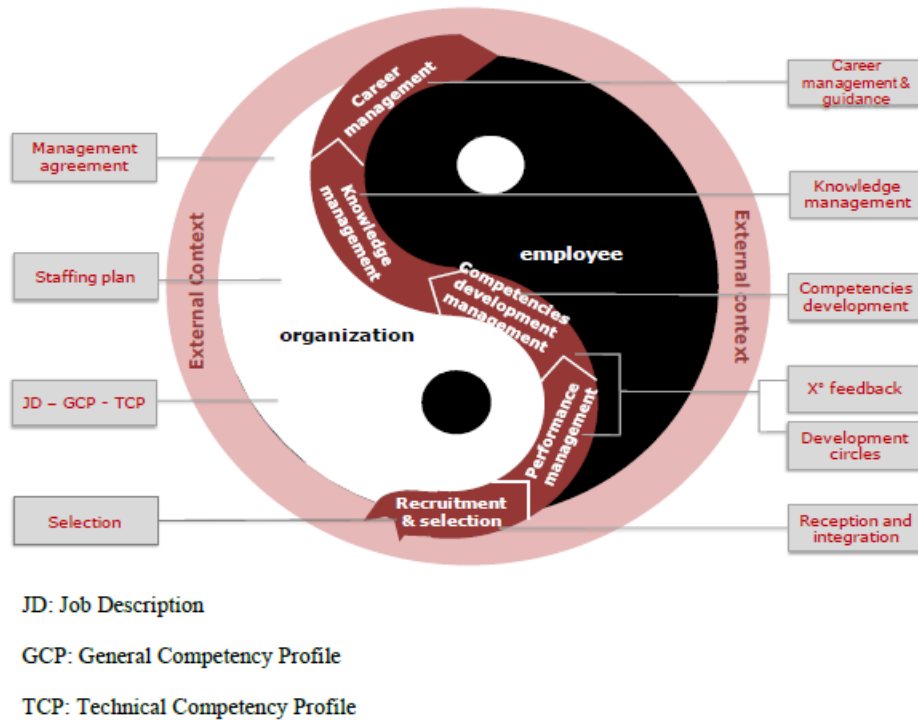 Career
management
Career
management &
guidance
Management
agreement
Knowledge
management
Knowledge
management
External Context
External context
employee
Staffing plan
Competencies
development
management
Competencies
development
organization
JD – GCP - TCP
X° feedback
Performance
management
Development
circles
Selection
Recruitment
& selection
Reception and
integration
JD: Job Description
GCP: General Competency Profile
TCP: Technical Competency Profile